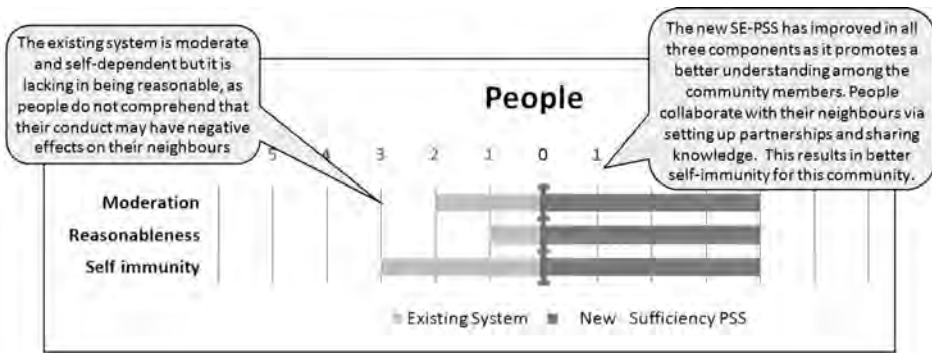 The existing system is moderate
and self-dependent but it is
lacking in being reasonable, as
people do not comprehend that
their conduct may have negative
effects on their neighbours
The new SE-PSS has improved in all
three components as it promotes a
better understanding among the
community members. People
collaborate with their neighbours via
setting up partnerships and sharing
knowledge. This results in better
self-immunity for this community.
People
5 4 3 2 1 0 1
Moderation
Reasonableness
Self immunity
Existing System New Sufficiency PSS